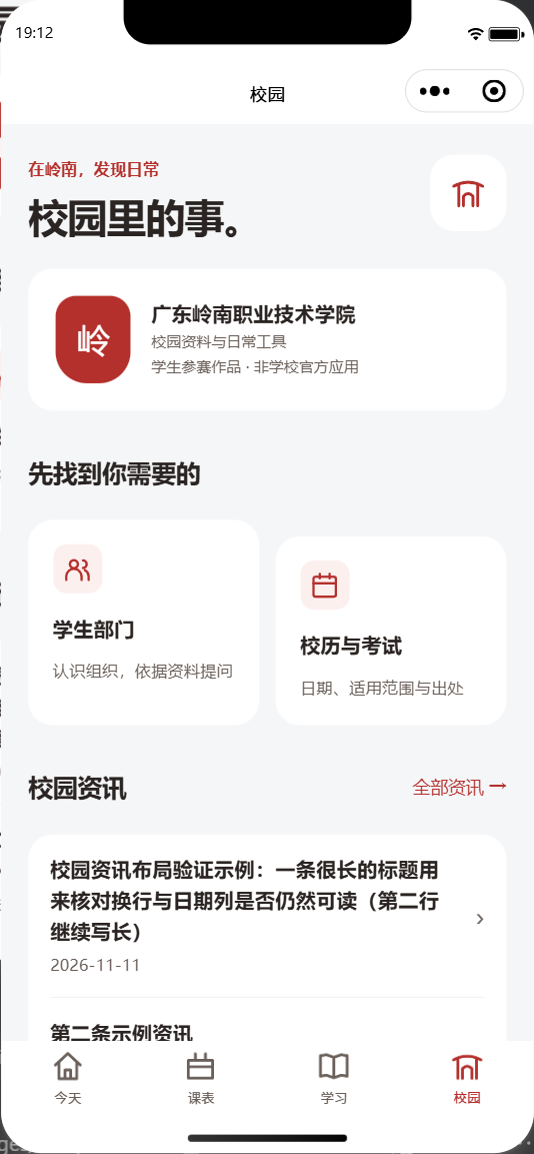 19:12
校园
在岭南，发现日常
校园里的事。
岭
广东岭南职业技术学院
校园资料与日常工具
学生参赛作品 · 非学校官方应用
先找到你需要的
学生部门
认识组织，依据资料提问
校历与考试
日期、适用范围与出处
校园资讯
全部资讯 →
校园资讯布局验证示例：一条很长的标题用
来核对换行与日期列是否仍然可读（第二行
继续写长）
2026-11-11
第二条示例资讯
今天
课表
学习
校园